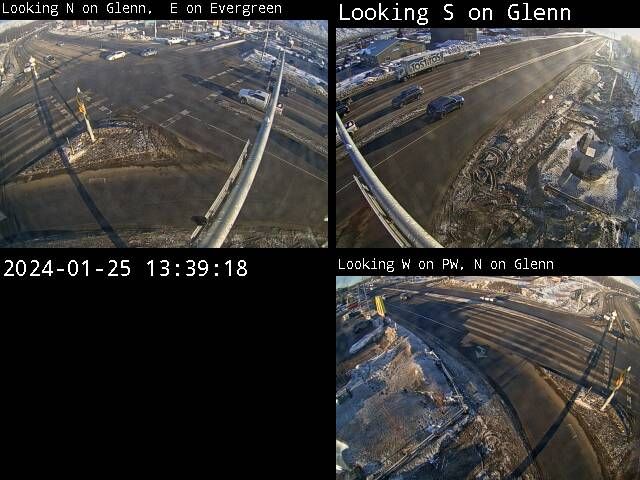 Looking N on Glenn,  E on Evergreen
Looking S on Glenn
TOSTITOS
2024-01-25 13:39:18
Looking W on PW, N on Glenn